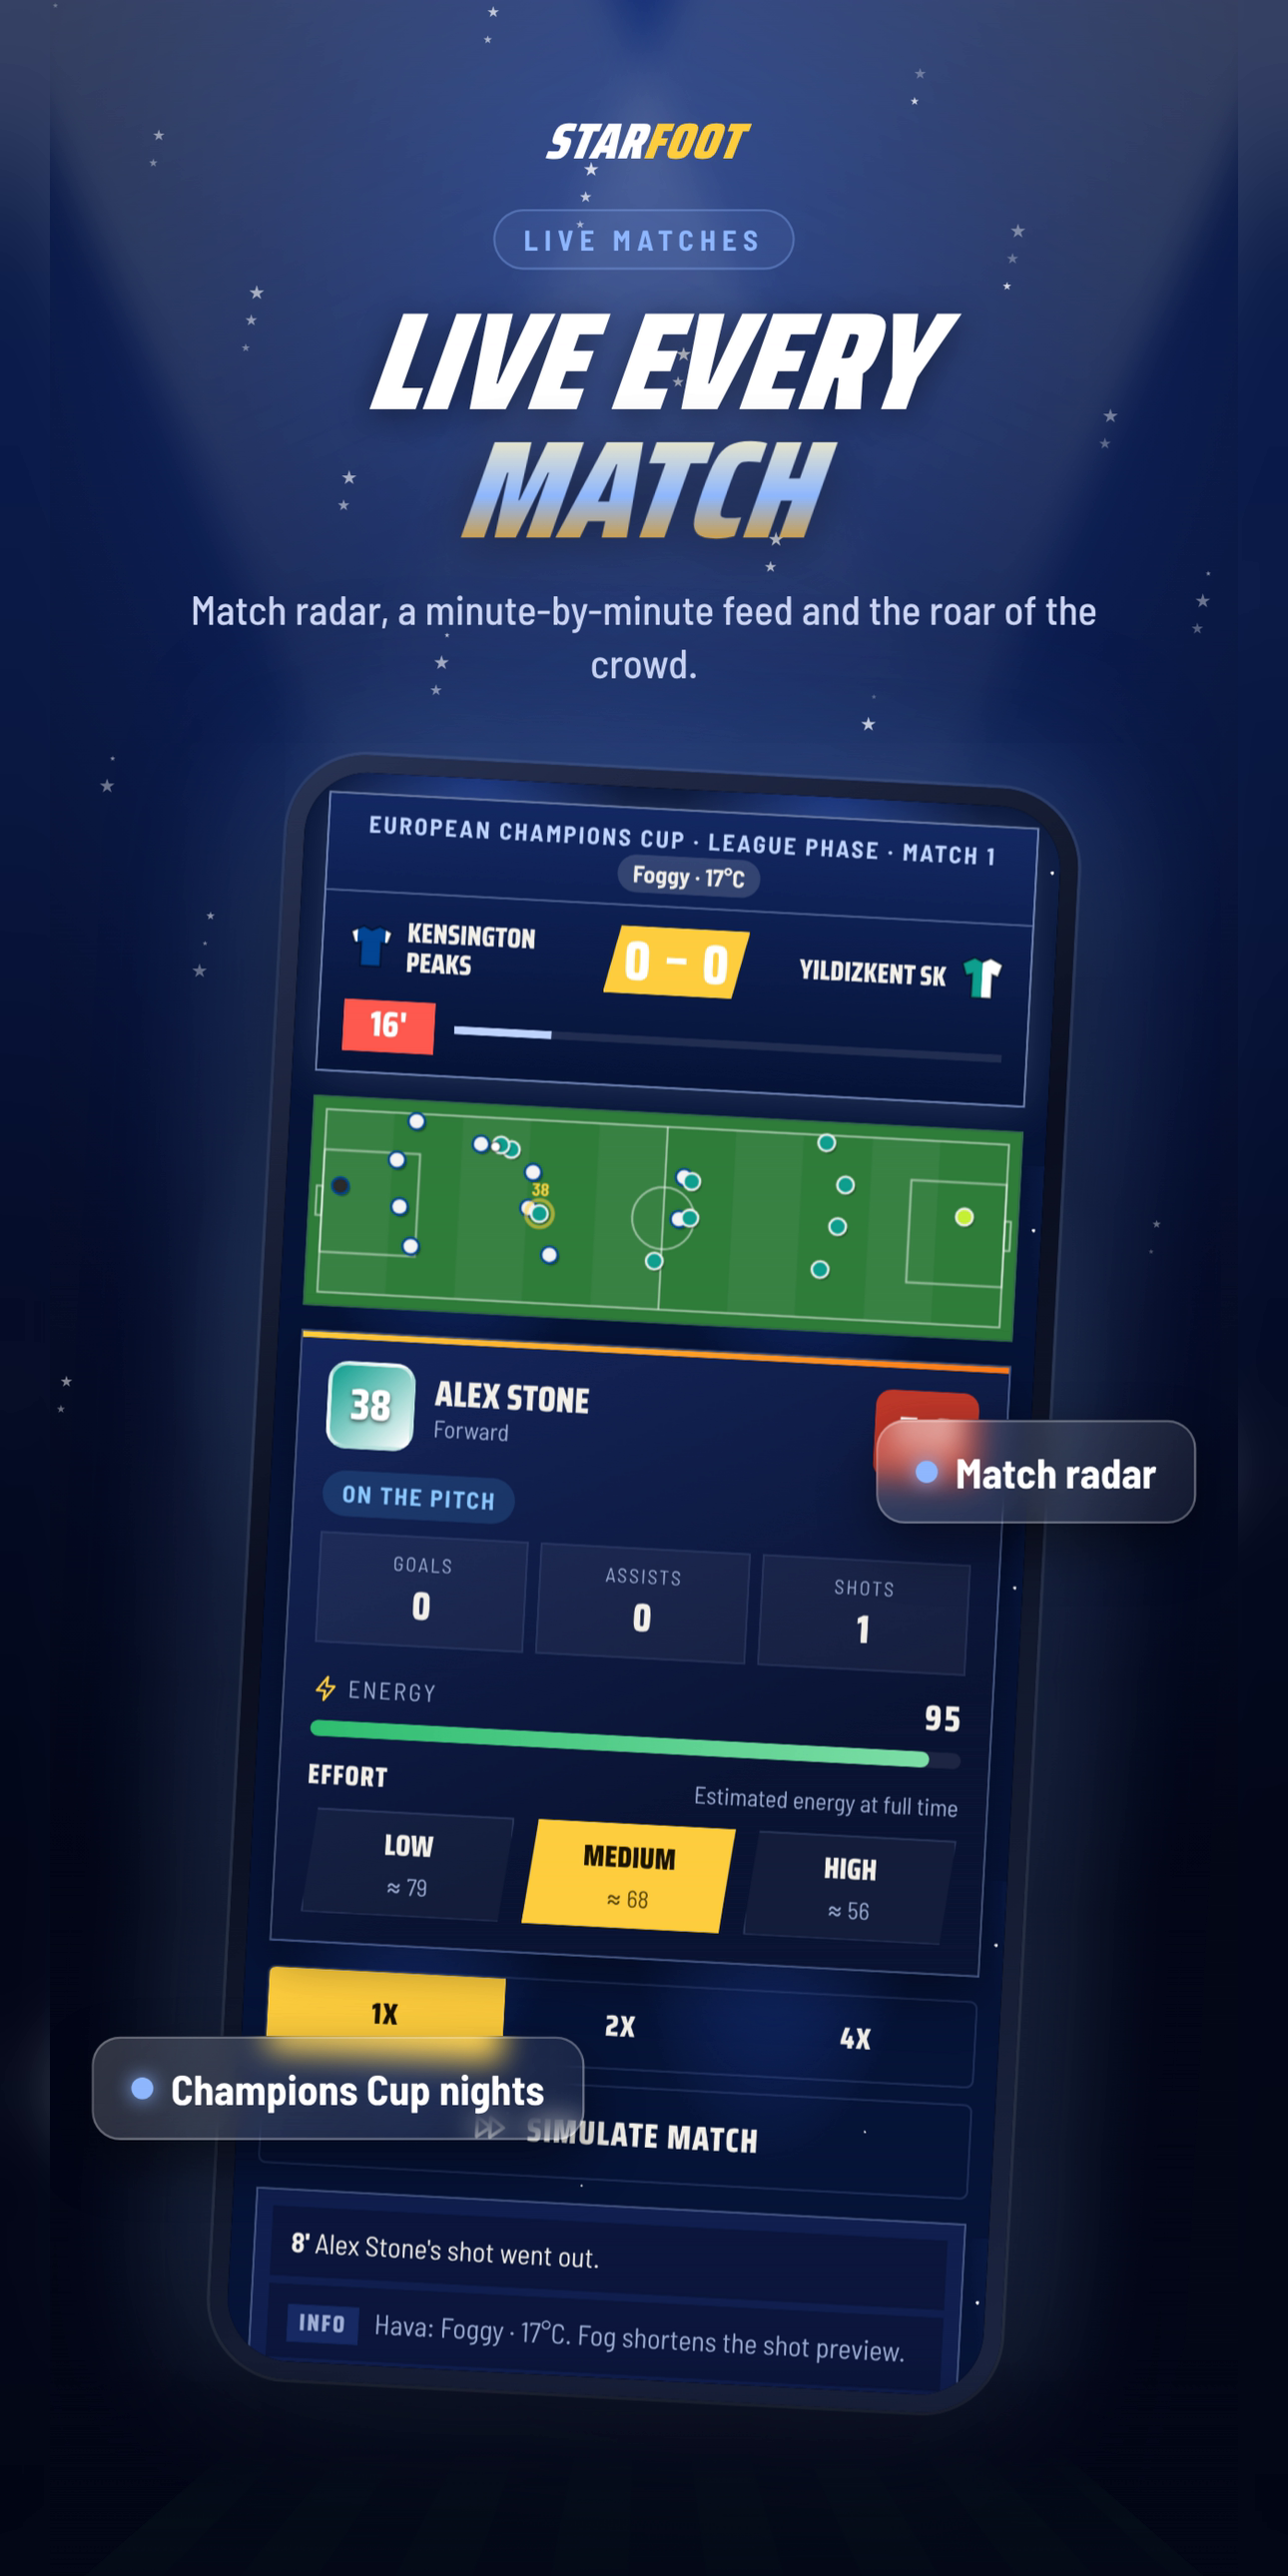 STARFOOT
LIVE MATCHES
LIVE EVERY
MATCH
Match radar, a minute-by-minute feed and the roar of the
crowd.
EUROPEAN CHAMPIONS CUP · LEAGUE PHASE · MATCH 1
Foggy · 17°C
KENSINGTON
PEAKS
0 – 0
YILDIZKENT SK
16'
38
38
ALEX STONE
Forward
Match radar
ON THE PITCH
GOALS
0
ASSISTS
0
SHOTS
1
ENERGY
95
EFFORT
Estimated energy at full time
LOW
≈ 79
MEDIUM
≈ 68
HIGH
≈ 56
1X
2X
4X
Champions Cup nights
SIMULATE MATCH
8' Alex Stone's shot went out.
INFO Hava: Foggy · 17°C. Fog shortens the shot preview.